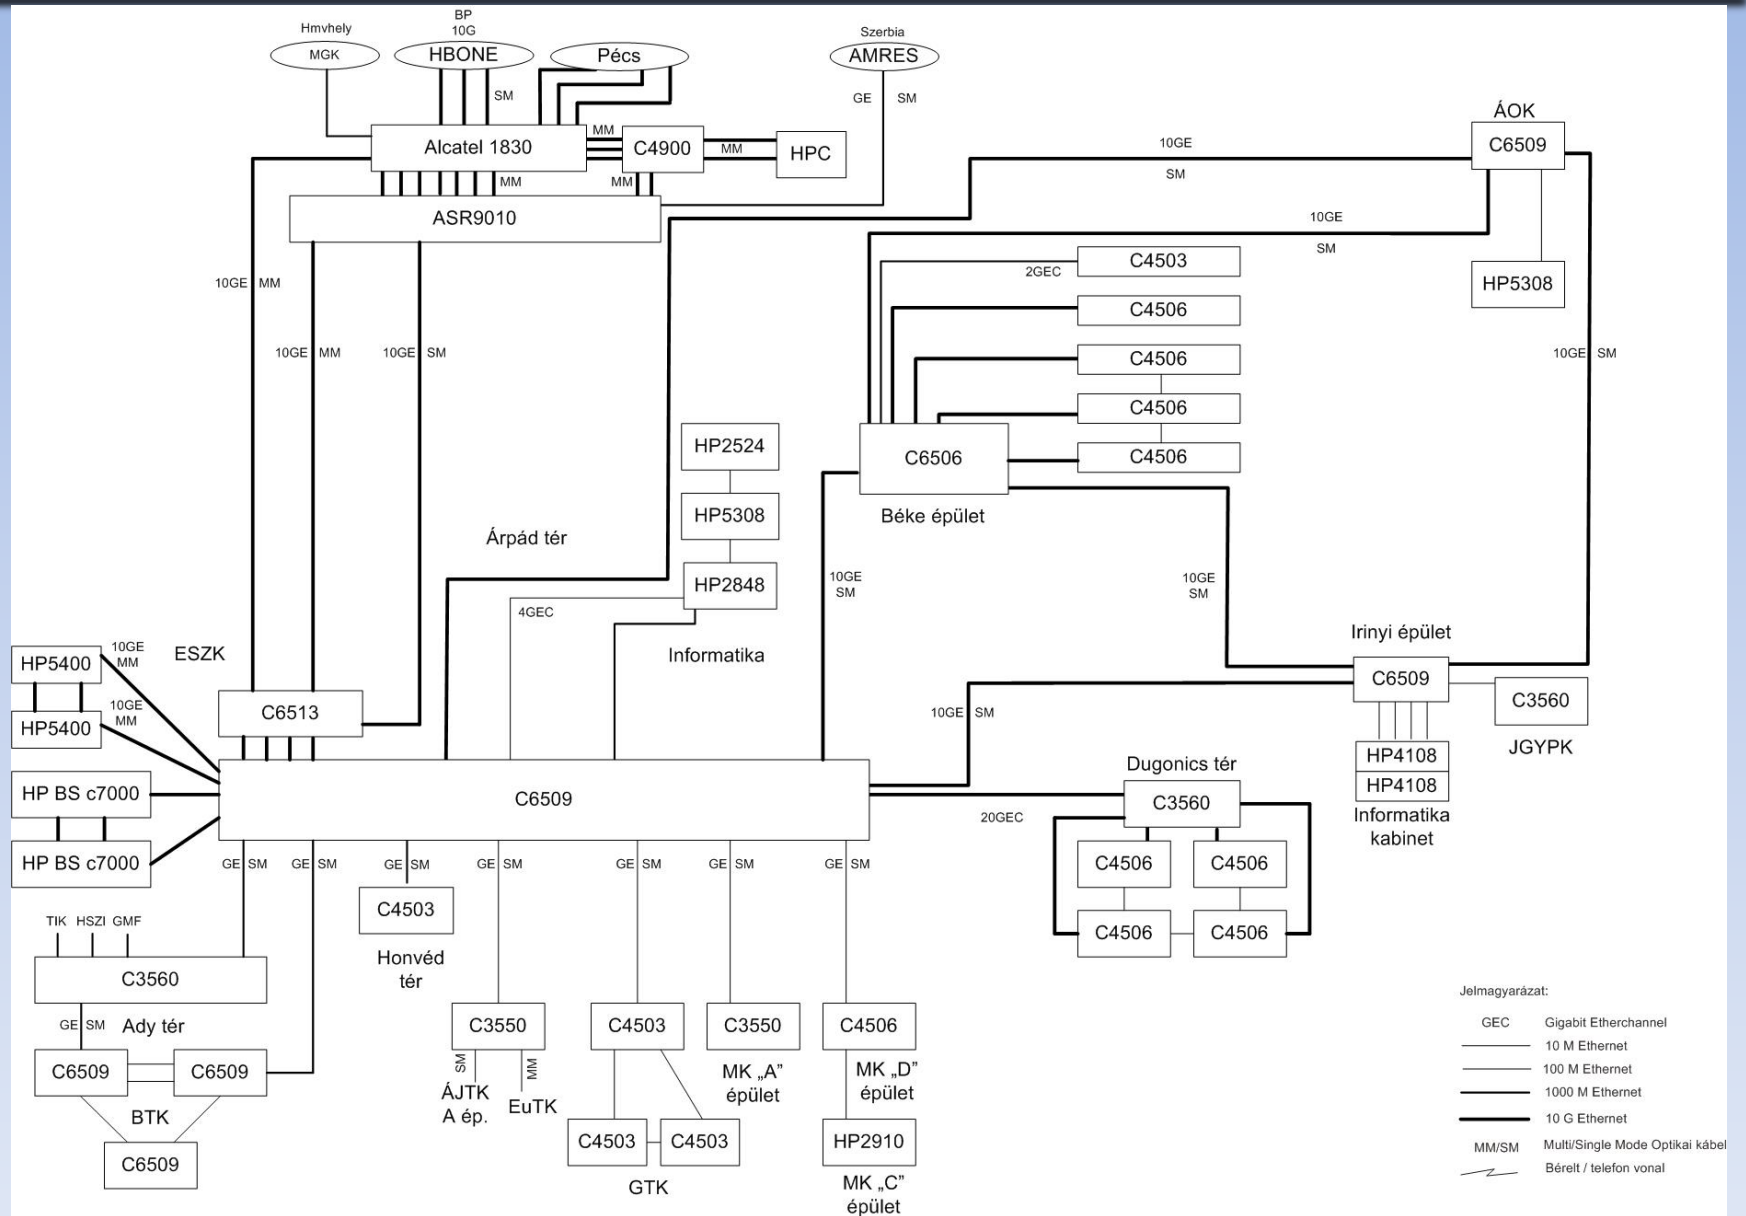 Hmvhely
MGK
BP
10G
HBONE
Pécs
Szerbia
AMRES
SM
GE
SM
Alcatel 1830
MM
C4900
MM
HPC
MM
MM
ASR9010
ÁOK
C6509
10GE
SM
10GE
SM
HP5308
10GE
MM
10GE
MM
10GE
SM
2GEC
C4503
C4506
C4506
C4506
C4506
10GE
SM
HP2524
HP5308
HP2848
C6506
Béke épület
Árpád tér
4GEC
Informatika
10GE
SM
10GE
SM
Irinyi épület
C6509
C3560
JGYPK
HP4108
HP4108
Informatika
kabinet
HP5400
10GE
MM
ESZK
HP5400
10GE
MM
C6513
10GE
SM
HP BS c7000
HP BS c7000
C6509
20GEC
Dugonics tér
C3560
C4506
C4506
C4506
C4506
GE
SM
GE
SM
GE
SM
GE
SM
GE
SM
GE
SM
GE
SM
TIK
HSZI
GMF
C3560
GE
SM
Ady tér
C6509
C6509
BTK
C6509
C4503
Honvéd
tér
C3550
SM
MM
ÁJTK
A ép.
EuTK
C4503
C4503
C4503
GTK
C3550
MK „A”
épület
C4506
MK „D”
épület
HP2910
MK „C”
épület
Jelmagyarázat:
GEC Gigabit Etherchannel
10 M Ethernet
100 M Ethernet
1000 M Ethernet
10 G Ethernet
MM/SM Multi/Single Mode Optikai kábel
Bérelt / telefon vonal